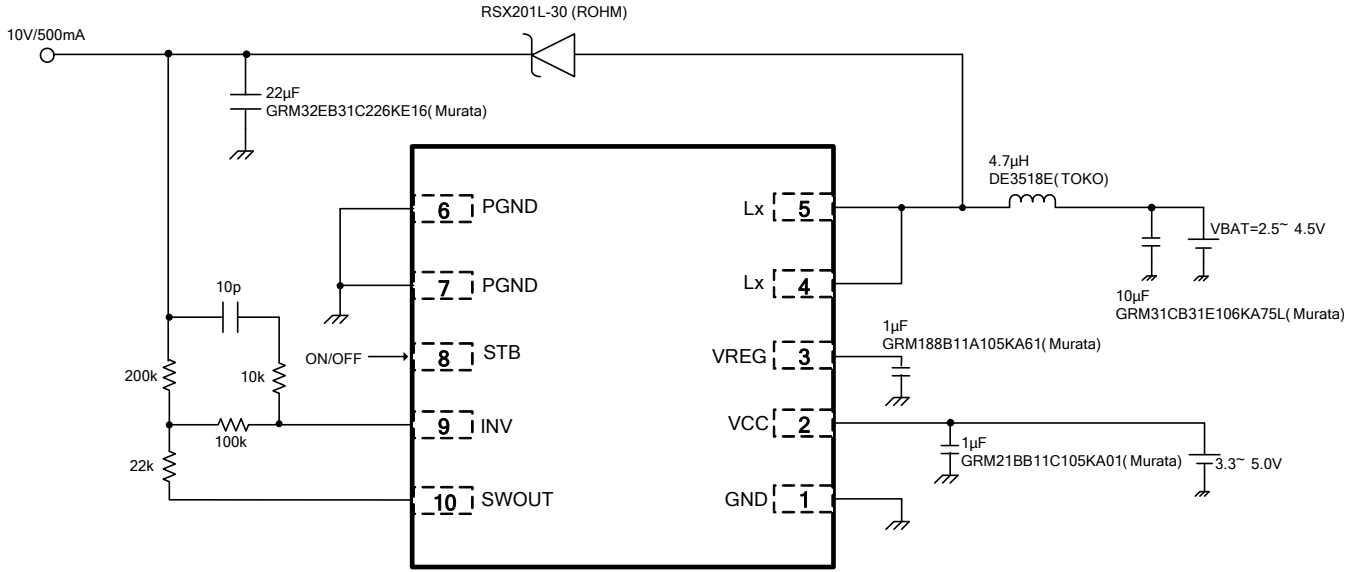 RSX201L-30 (ROHM)
10V/500mA
22µF
GRM32EB31C226KE16(Murata)
4.7µH
DE3518E(TOKO)
6 PGND
Lx 5
VBAT=2.5~ 4.5V
7 PGND
Lx 4
10p
10µF
GRM31CB31E106KA75L(Murata)
1µF
GRM188B11A105KA61(Murata)
ON/OFF
8 STB
VREG 3
200k
10k
9 INV
VCC 2
100k
1µF
GRM21BB11C105KA01(Murata)
3.3~ 5.0V
22k
10 SWOUT
GND 1